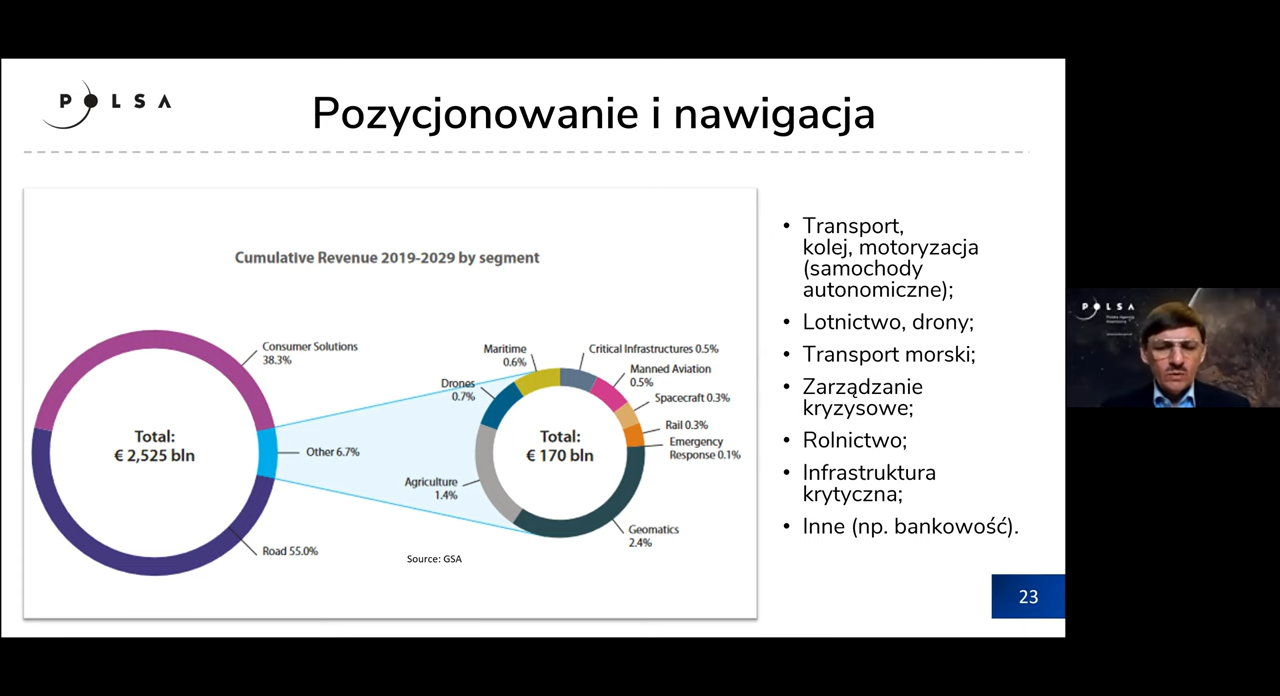 POLSA
Pozycjonowanie i nawigacja
Cumulative Revenue 2019-2029 by segment
Consumer Solutions
38.3%
Total:
€ 2,525 bln
Other 6.7%
Road 55.0%
Maritime
0.6%
Critical Infrastructures 0.5%
Drones
0.7%
Manned Aviation
0.5%
Spacecraft 0.3%
Rail 0.3%
Emergency
Response 0.1%
Total:
€ 170 bln
Agriculture
1.4%
Geomatics
2.4%
Source: GSA
• Transport,
kolej, motoryzacja
(samochody
autonomiczne);
• Lotnictwo, drony;
• Transport morski;
• Zarządzanie
kryzysowe;
• Rolnictwo;
• Infrastruktura
krytyczna;
• Inne (np. bankowość).
23
POLSA